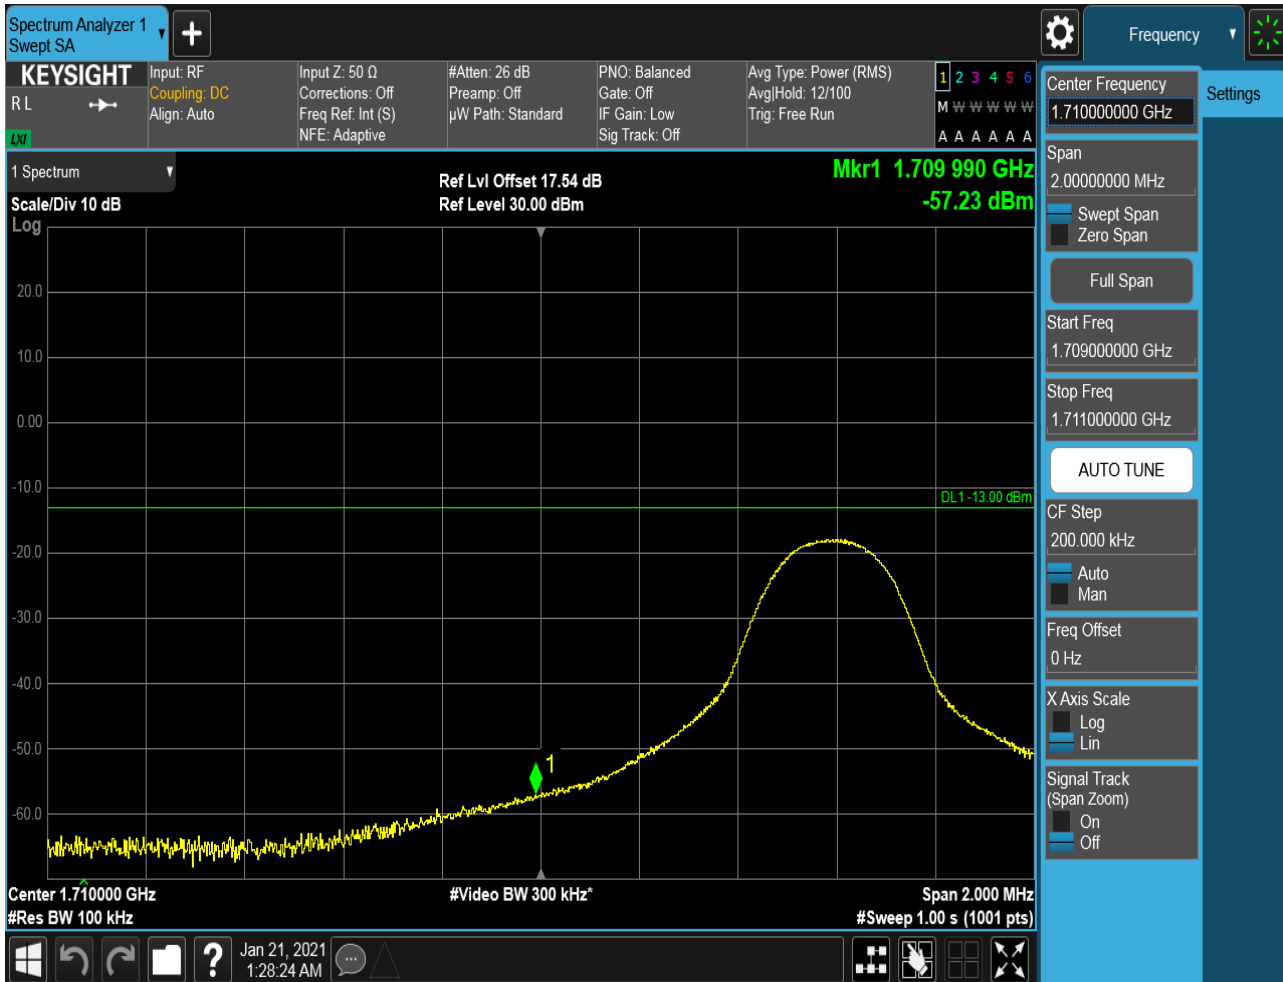 Spectrum Analyzer 1
Swept SA
Frequency
KEYSIGHT
R L
LXI
Input: RF
Coupling: DC
Align: Auto
Input Z: 50 Ω
Corrections: Off
Freq Ref: Int (S)
NFE: Adaptive
#Atten: 26 dB
Preamp: Off
µW Path: Standard
PNO: Balanced
Gate: Off
IF Gain: Low
Sig Track: Off
Avg Type: Power (RMS)
Avg|Hold: 12/100
Trig: Free Run
1 2 3 4 5 6
M W W W W W
A A A A A A
1 Spectrum
Scale/Div 10 dB
Log
Ref Lvl Offset 17.54 dB
Ref Level 30.00 dBm
Mkr1 1.709 990 GHz
-57.23 dBm
20.0
10.0
0.00
-10.0
DL1 -13.00 dBm
-20.0
-30.0
-40.0
-50.0
1
-60.0
Center 1.710000 GHz
#Video BW 300 kHz*
Span 2.000 MHz
#Res BW 100 kHz
#Sweep 1.00 s (1001 pts)
?
Jan 21, 2021
1:28:24 AM
Center Frequency
1.710000000 GHz
Settings
Span
2.00000000 MHz
Swept Span
Zero Span
Full Span
Start Freq
1.709000000 GHz
Stop Freq
1.711000000 GHz
AUTO TUNE
CF Step
200.000 kHz
Auto
Man
Freq Offset
0 Hz
X Axis Scale
Log
Lin
Signal Track
(Span Zoom)
On
Off